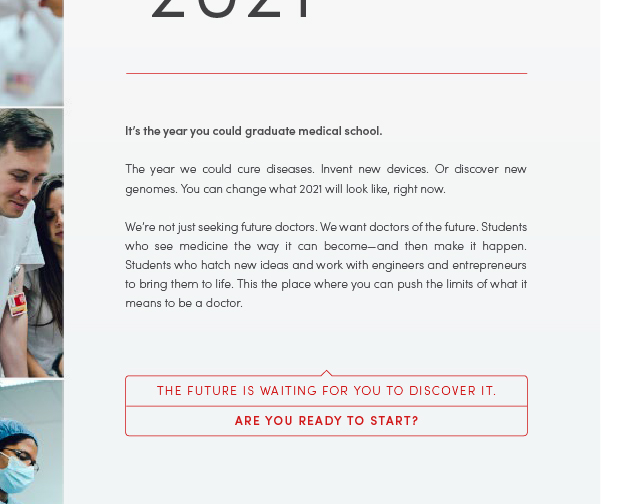 2021
It's the year you could graduate medical school.
The year we could cure diseases. Invent new devices. Or discover new
genomes. You can change what 2021 will look like, right now.
We're not just seeking future doctors. We want doctors of the future. Students
who see medicine the way it can become—and then make it happen.
Students who hatch new ideas and work with engineers and entrepreneurs
to bring them to life. This the place where you can push the limits of what it
means to be a doctor.
THE FUTURE IS WAITING FOR YOU TO DISCOVER IT.
ARE YOU READY TO START?